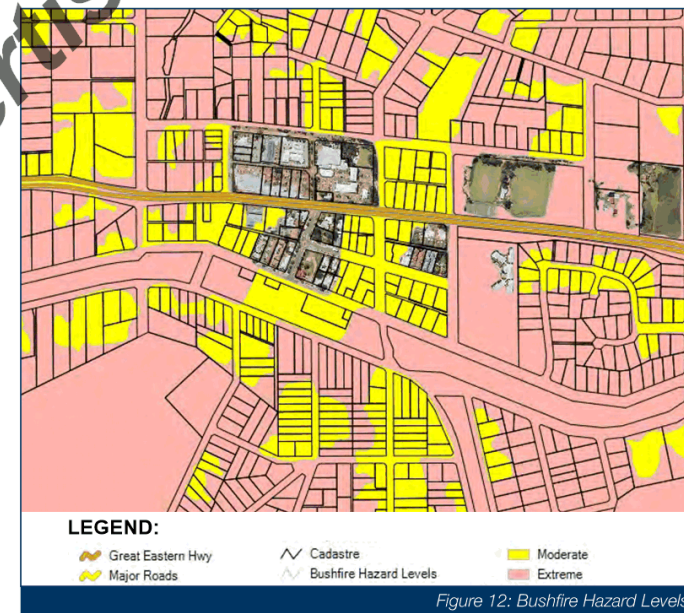 LEGEND:
Great Eastern Hwy
Cadastre
Moderate
Major Roads
Bushfire Hazard Levels
Extreme
Figure 12: Bushfire Hazard Levels